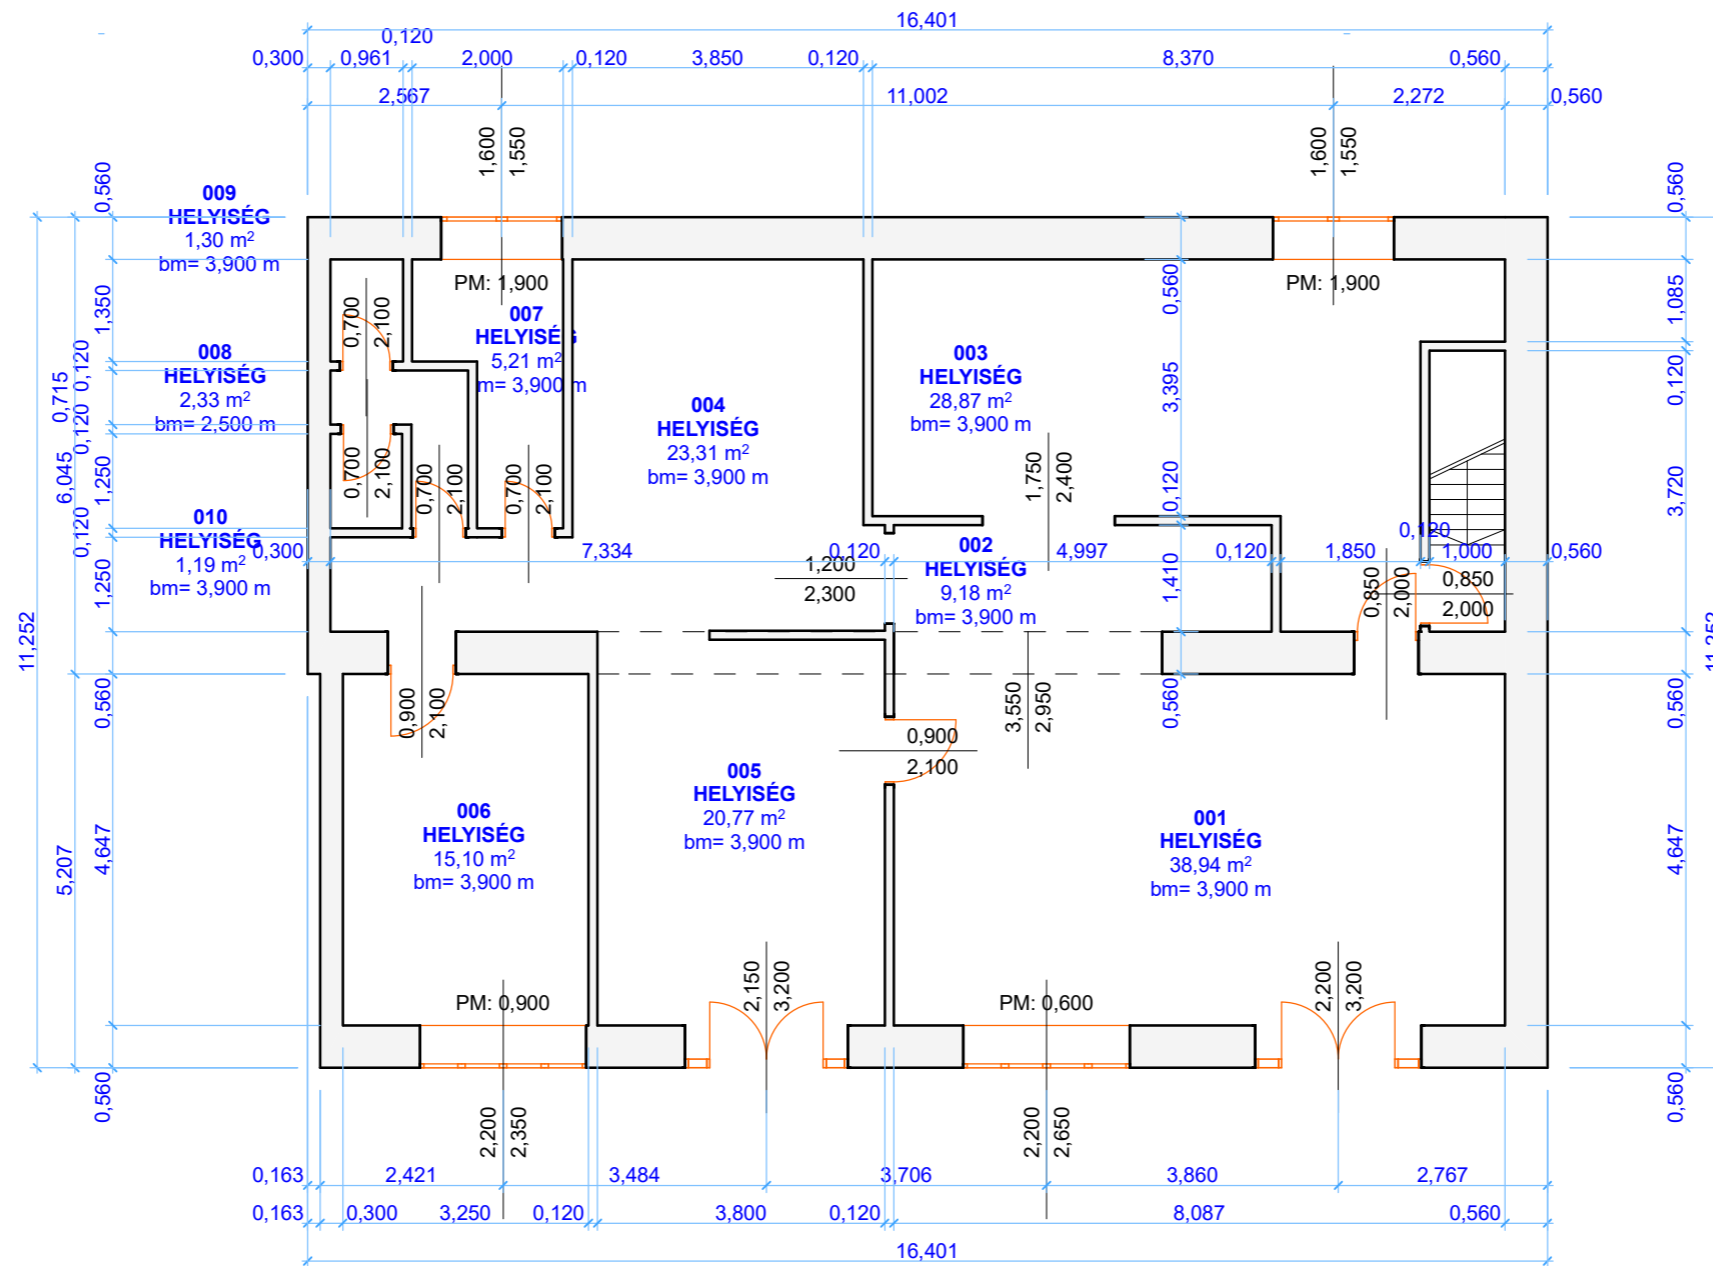 16,401
0,120
0,300 0,961 2,000 0,120 3,850 0,120 8,370 0,560
2,567 11,002 2,272 0,560
1,600
1,550
1,600
1,550
0,560
0,560
009
HELYISÉG
1,30 m²
bm= 3,900 m
PM: 1,900
PM: 1,900
1,350
0,700
2,100
007
HELYISÉG
5,21 m²
m= 3,900 m
0,560
1,085
008
HELYISÉG
2,33 m²
bm= 2,500 m
0,120
0,715
0,120
003
HELYISÉG
28,87 m²
bm= 3,900 m
3,395
0,120
004
HELYISÉG
23,31 m²
bm= 3,900 m
6,045
1,250
0,700
2,100
0,700
2,100
0,700
2,100
1,750
2,400
0,120
3,720
010
HELYISÉG
1,19 m²
bm= 3,900 m
0,120
0,120
0,300 7,334 0,120 4,997 0,120 1,850 1,000 0,560
002
HELYISÉG
9,18 m²
bm= 3,900 m
1,200
2,300
1,250
1,410
0,850
2,000
0,850
2,000
11,252
11,252
0,560
0,900
2,100
3,550
2,950
0,560
0,560
0,900
2,100
005
HELYISÉG
20,77 m²
bm= 3,900 m
006
HELYISÉG
15,10 m²
bm= 3,900 m
001
HELYISÉG
38,94 m²
bm= 3,900 m
5,207
4,647
4,647
2,150
3,200
2,200
3,200
PM: 0,900
PM: 0,600
0,560
0,560
2,200
2,350
2,200
2,650
0,163 2,421 3,484 3,706 3,860 2,767
0,163 0,300 3,250 0,120 3,800 0,120 8,087 0,560
16,401